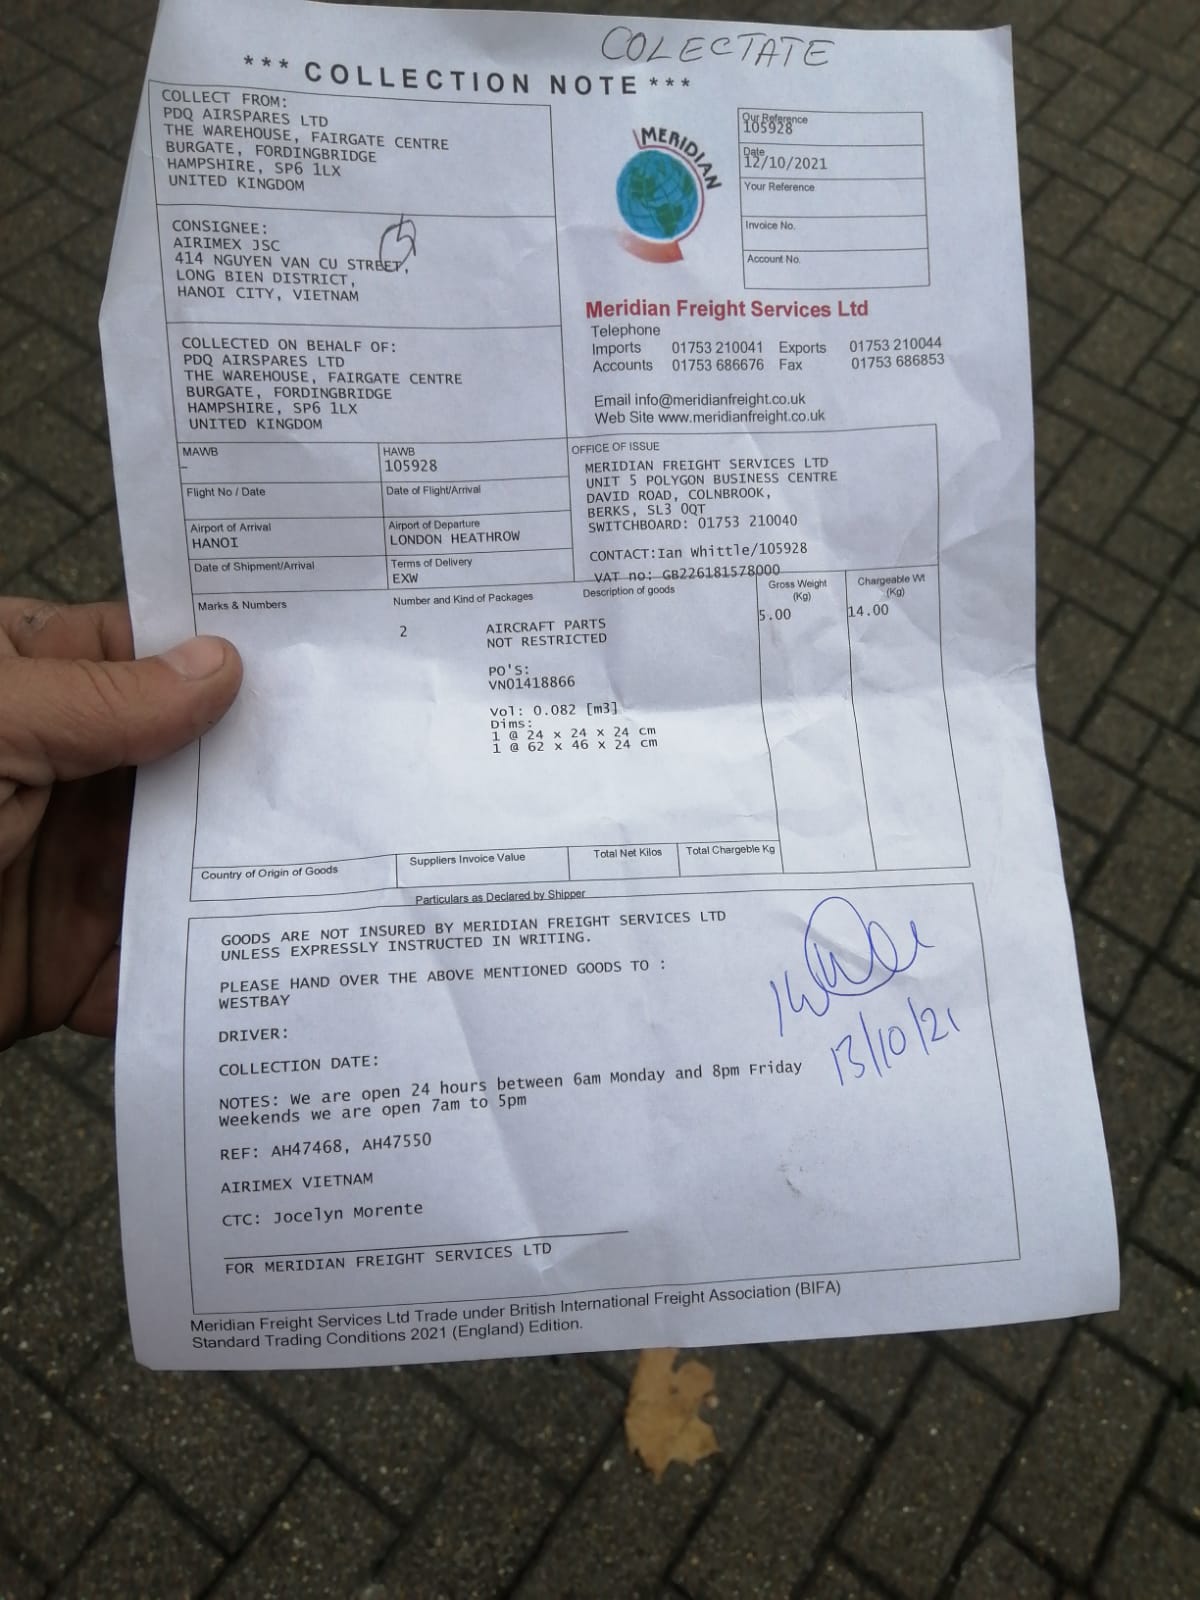 COLECTATE
*** COLLECTION NOTE ***
COLLECT FROM:
PDQ AIRSPARES LTD
THE WAREHOUSE, FAIRGATE CENTRE
BURGATE, FORDINGBRIDGE
HAMPSHIRE, SP6 1LX
UNITED KINGDOM
CONSIGNEE:
AIRIMEX JSC
414 NGUYEN VAN CU STREET,
LONG BIEN DISTRICT,
HANOI CITY, VIETNAM
COLLECTED ON BEHALF OF:
PDQ AIRSPARES LTD
THE WAREHOUSE, FAIRGATE CENTRE
BURGATE, FORDINGBRIDGE
HAMPSHIRE, SP6 1LX
UNITED KINGDOM
MERIDIAN
Our Reference
105928
Date
12/10/2021
Your Reference
Invoice No.
Account No.
Meridian Freight Services Ltd
Telephone
Imports 01753 210041 Exports 01753 210044
Accounts 01753 686676 Fax 01753 686853
Email info@meridianfreight.co.uk
Web Site www.meridianfreight.co.uk
MAWB
-
HAWB
105928
Flight No / Date
Date of Flight/Arrival
Airport of Arrival
HANOI
Airport of Departure
LONDON HEATHROW
Date of Shipment/Arrival
Terms of Delivery
EXW
OFFICE OF ISSUE
MERIDIAN FREIGHT SERVICES LTD
UNIT 5 POLYGON BUSINESS CENTRE
DAVID ROAD, COLNBROOK,
BERKS, SL3 0QT
SWITCHBOARD: 01753 210040
CONTACT:Ian Whittle/105928
VAT no: GB226181578000
Marks & Numbers
Number and Kind of Packages
Description of goods
Gross Weight
(Kg)
Chargeable Wt
(Kg)
2
AIRCRAFT PARTS
NOT RESTRICTED
5.00
14.00
PO'S:
VN01418866
Vol: 0.082 [m3]
Dims:
1 @ 24 x 24 x 24 cm
1 @ 62 x 46 x 24 cm
Country of Origin of Goods
Suppliers Invoice Value
Total Net Kilos
Total Chargeble Kg
Particulars as Declared by Shipper
GOODS ARE NOT INSURED BY MERIDIAN FREIGHT SERVICES LTD
UNLESS EXPRESSLY INSTRUCTED IN WRITING.
PLEASE HAND OVER THE ABOVE MENTIONED GOODS TO :
WESTBAY
DRIVER:
COLLECTION DATE:
13/10/21
NOTES: We are open 24 hours between 6am Monday and 8pm Friday
Weekends we are open 7am to 5pm
REF: AH47468, AH47550
AIRIMEX VIETNAM
CTC: Jocelyn Morente
FOR MERIDIAN FREIGHT SERVICES LTD
Meridian Freight Services Ltd Trade under British International Freight Association (BIFA)
Standard Trading Conditions 2021 (England) Edition.